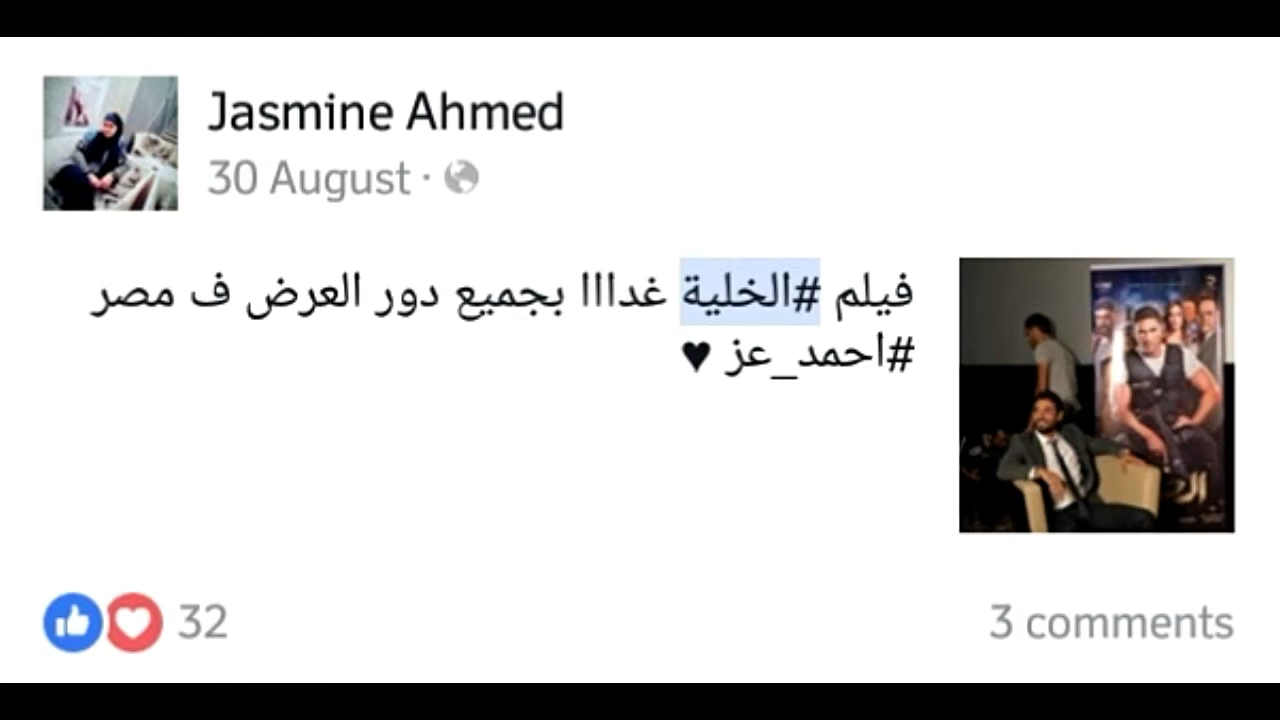 Jasmine Ahmed
30 August ·
فيلم #الخلية غدااا بجميع دور العرض ف مصر
#احمد_عز ♥
32
3 comments